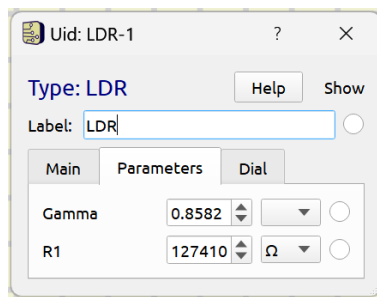 Uid: LDR-1 ?
Type: LDR Help Show
Label: LDR
Main Parameters Dial
Gamma 0.8582
R1 127410 Ω